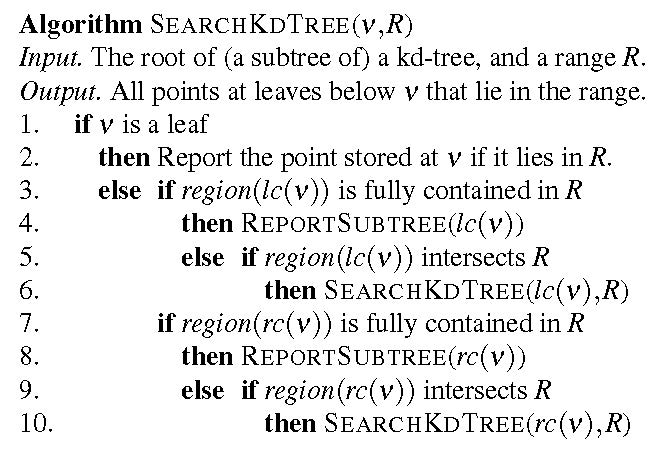 Algorithm SEARCHKDTREE(ν,R)
Input. The root of (a subtree of) a kd-tree, and a range R.
Output. All points at leaves below ν that lie in the range.
1. if ν is a leaf
2. then Report the point stored at ν if it lies in R.
3. else if region(lc(ν)) is fully contained in R
4. then REPORTSUBTREE(lc(ν))
5. else if region(lc(ν)) intersects R
6. then SEARCHKDTREE(lc(ν),R)
7. if region(rc(ν)) is fully contained in R
8. then REPORTSUBTREE(rc(ν))
9. else if region(rc(ν)) intersects R
10. then SEARCHKDTREE(rc(ν),R)